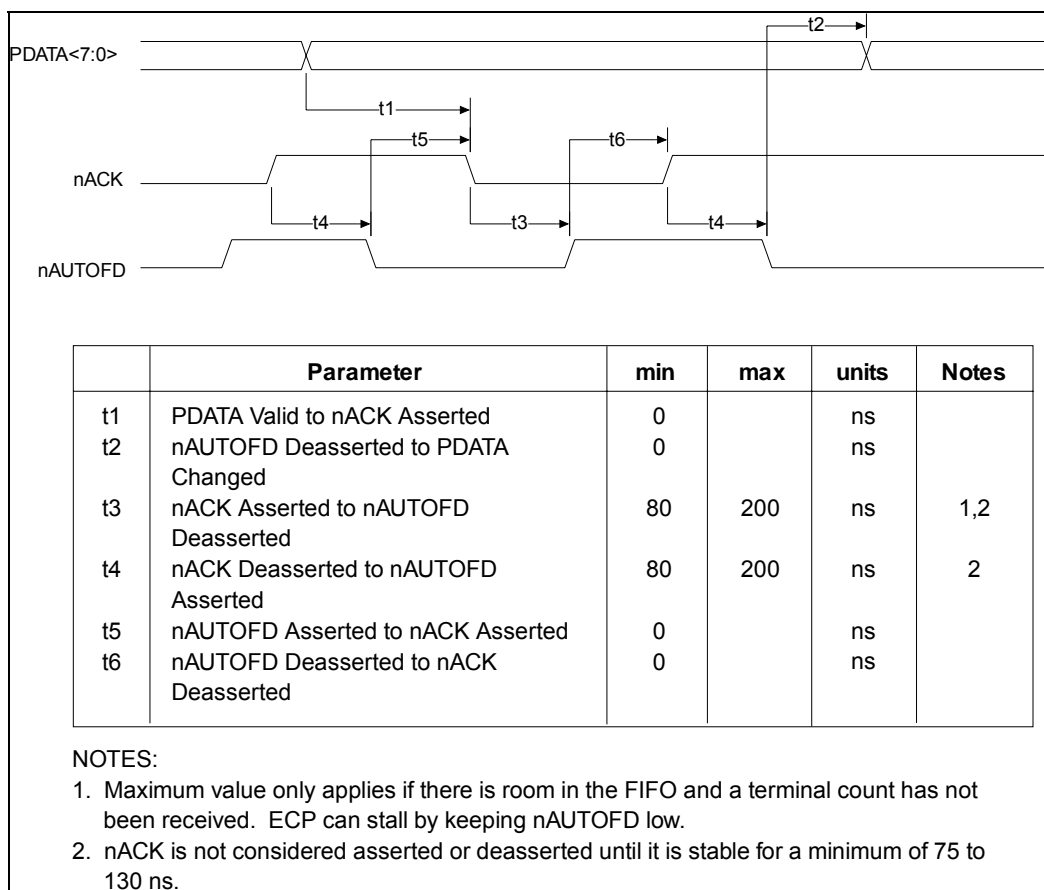 t2
PDATA<7:0>
t1
t5
t6
nACK
t4
t3
t4
nAUTOFD
Parameter min max units Notes
t1 PDATA Valid to nACK Asserted 0 ns
t2 nAUTOFD Deasserted to PDATA 0 ns
Changed
t3 nACK Asserted to nAUTOFD 80 200 ns 1,2
Deasserted
t4 nACK Deasserted to nAUTOFD 80 200 ns 2
Asserted
t5 nAUTOFD Asserted to nACK Asserted 0 ns
t6 nAUTOFD Deasserted to nACK 0 ns
Deasserted
NOTES:
1. Maximum value only applies if there is room in the FIFO and a terminal count has not
been received. ECP can stall by keeping nAUTOFD low.
2. nACK is not considered asserted or deasserted until it is stable for a minimum of 75 to
130 ns.